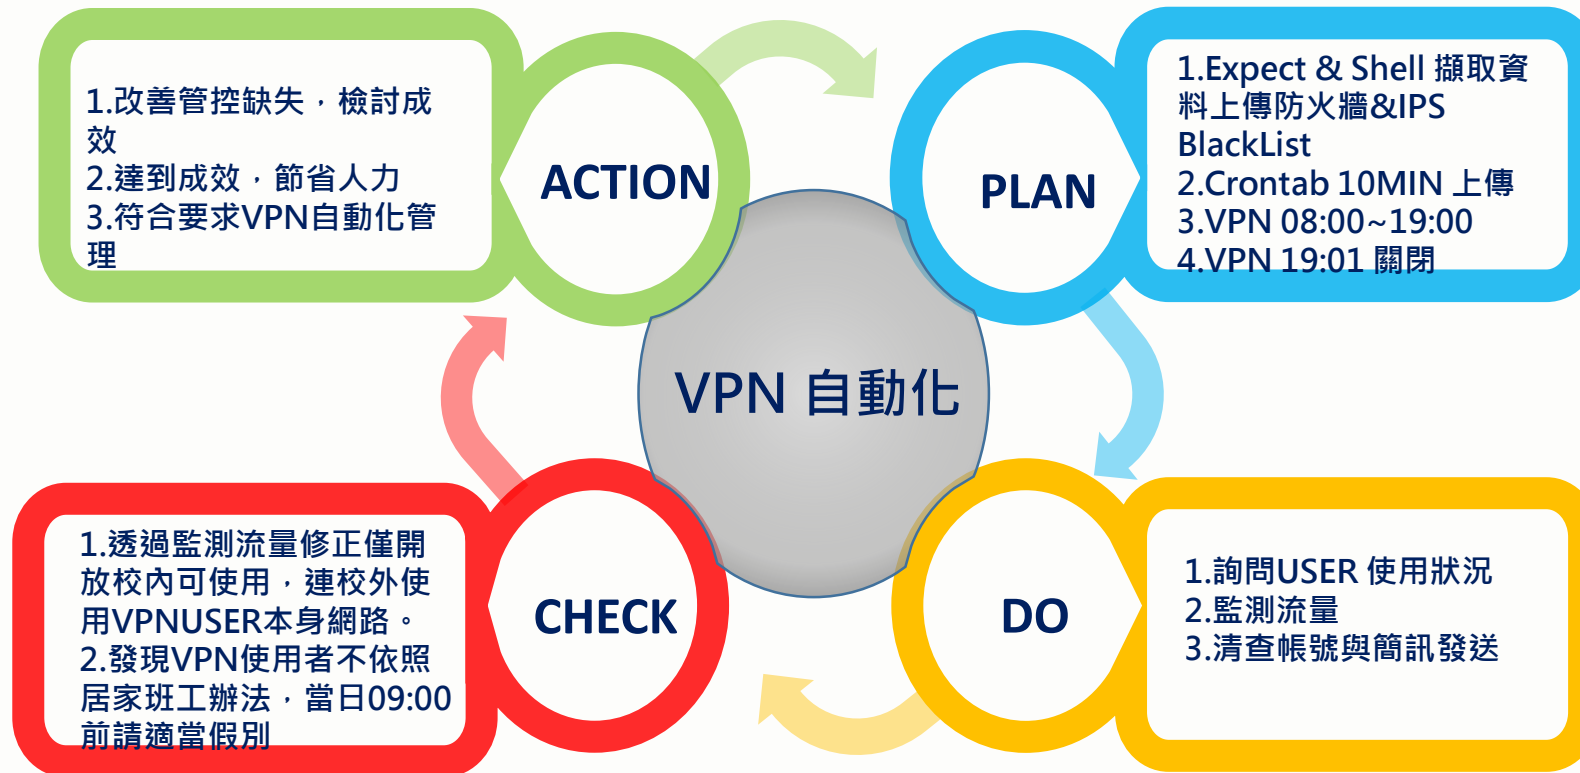 1.改善管控缺失，檢討成
效
2.達到成效，節省人力
3.符合要求VPN自動化管
理
ACTION
PLAN
1.Expect & Shell 擷取資
料上傳防火牆&IPS
BlackList
2.Crontab 10MIN 上傳
3.VPN 08:00~19:00
4.VPN 19:01 關閉
VPN 自動化
1.透過監測流量修正僅開
放校內可使用，連校外使
用VPNUSER本身網路。
2.發現VPN使用者不依照
居家班工辦法，當日09:00
前請適當假別
CHECK
DO
1.詢問USER 使用狀況
2.監測流量
3.清查帳號與簡訊發送